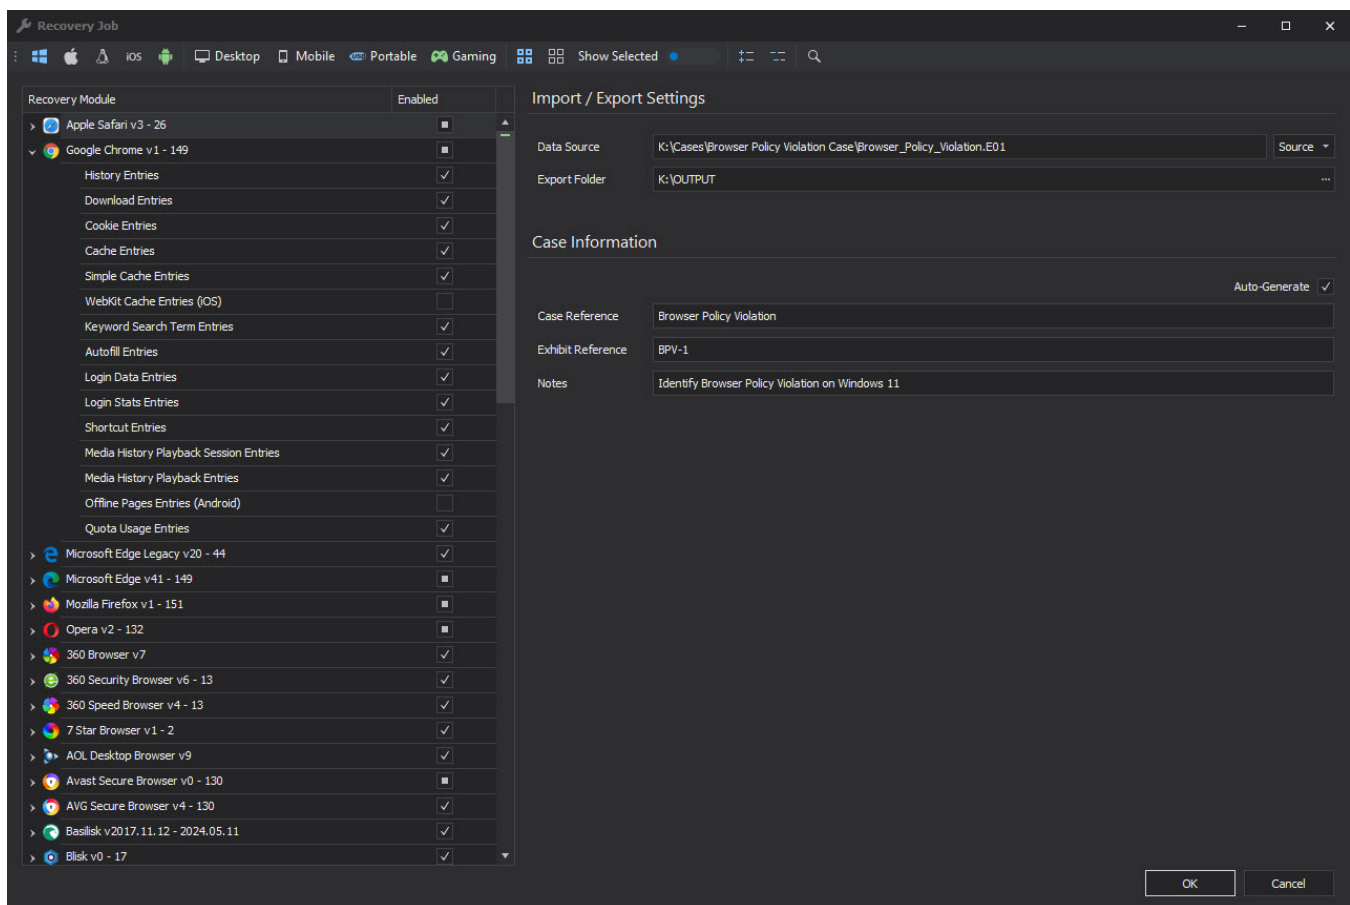 Recovery Job
iOS Desktop Mobile Portable Gaming Show Selected
Recovery Module Enabled
Apple Safari v3 - 26
Google Chrome v1 - 149
History Entries
Download Entries
Cookie Entries
Cache Entries
Simple Cache Entries
WebKit Cache Entries (iOS)
Keyword Search Term Entries
Autofill Entries
Login Data Entries
Login Stats Entries
Shortcut Entries
Media History Playback Session Entries
Media History Playback Entries
Offline Pages Entries (Android)
Quota Usage Entries
Microsoft Edge Legacy v20 - 44
Microsoft Edge v41 - 149
Mozilla Firefox v1 - 151
Opera v2 - 132
360 Browser v7
360 Security Browser v6 - 13
360 Speed Browser v4 - 13
7 Star Browser v1 - 2
AOL Desktop Browser v9
Avast Secure Browser v0 - 130
AVG Secure Browser v4 - 130
Basilisk v2017.11.12 - 2024.05.11
Blisk v0 - 17
Import / Export Settings
Data Source K:\Cases\Browser Policy Violation Case\Browser_Policy_Violation.E01 Source
Export Folder K:\OUTPUT ...
Case Information
Auto-Generate
Case Reference Browser Policy Violation
Exhibit Reference BPV-1
Notes Identify Browser Policy Violation on Windows 11
OK Cancel